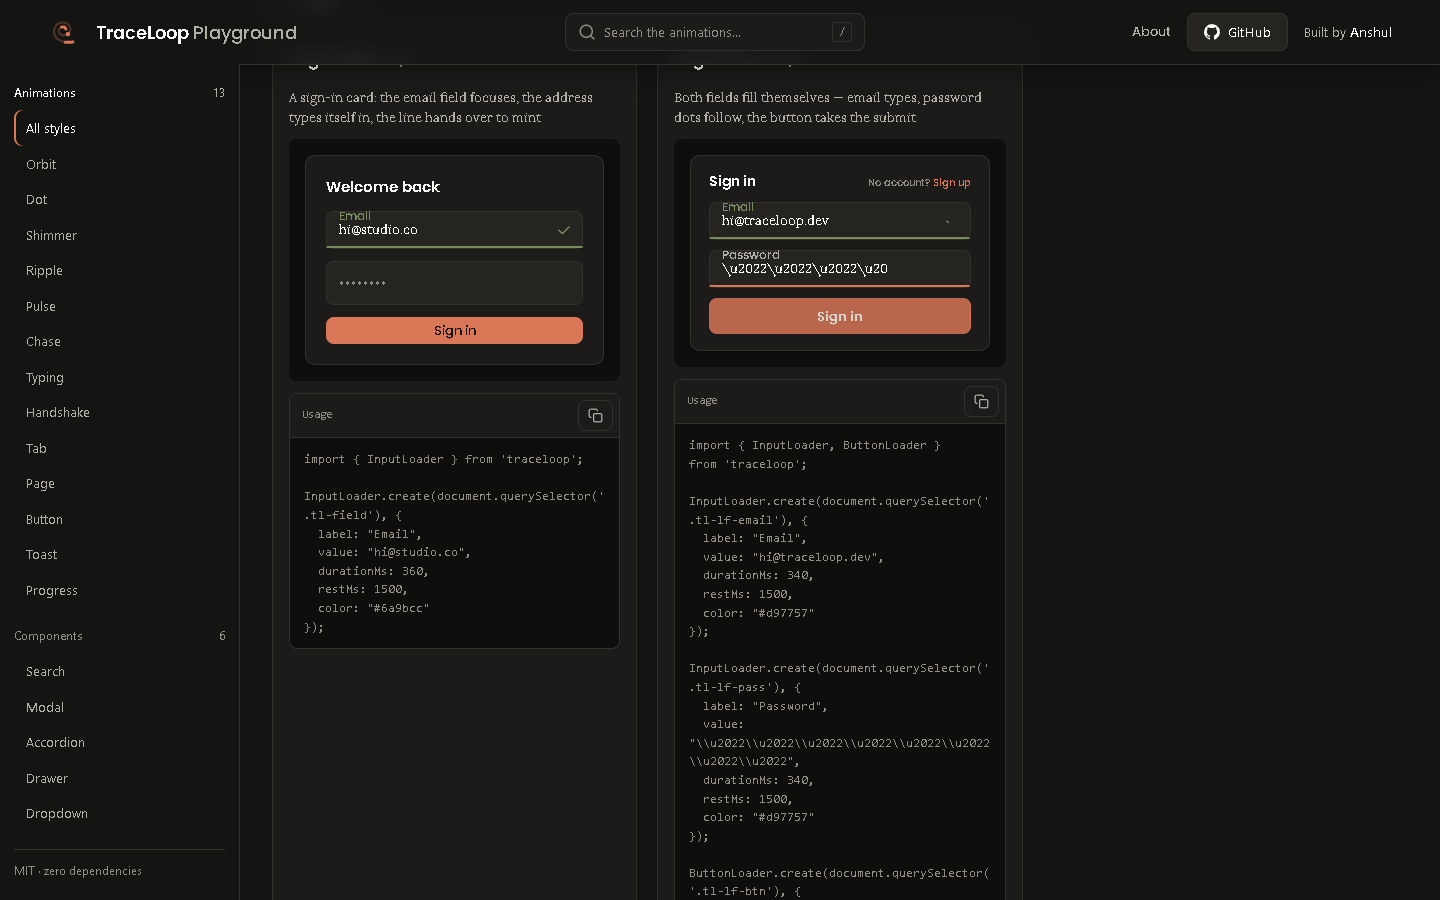 TraceLoop Playground
Search the animations...
/
About
GitHub
Built by Anshul
Animations
13
All styles
Orbit
Dot
Shimmer
Ripple
Pulse
Chase
Typing
Handshake
Tab
Page
Button
Toast
Progress
Components
6
Search
Modal
Accordion
Drawer
Dropdown
MIT · zero dependencies
A sign-in card: the email field focuses, the address
types itself in, the line hands over to mint
Welcome back
Email
hi@studio.co
••••••••
Sign in
Usage
import { InputLoader } from 'traceloop';
InputLoader.create(document.querySelector('
.tl-field'), {
label: "Email",
value: "hi@studio.co",
durationMs: 360,
restMs: 1500,
color: "#6a9bcc"
});
Both fields fill themselves — email types, password
dots follow, the button takes the submit
Sign in
No account? Sign up
Email
hi@traceloop.dev
Password
\u2022\u2022\u2022\u20
Sign in
Usage
import { InputLoader, ButtonLoader }
from 'traceloop';
InputLoader.create(document.querySelector('
.tl-lf-email'), {
label: "Email",
value: "hi@traceloop.dev",
durationMs: 340,
restMs: 1500,
color: "#d97757"
});
InputLoader.create(document.querySelector('
.tl-lf-pass'), {
label: "Password",
value:
"\\u2022\\u2022\\u2022\\u2022\\u2022\\u2022
\\u2022\\u2022",
durationMs: 340,
restMs: 1500,
color: "#d97757"
});
ButtonLoader.create(document.querySelector(
'.tl-lf-btn'), {